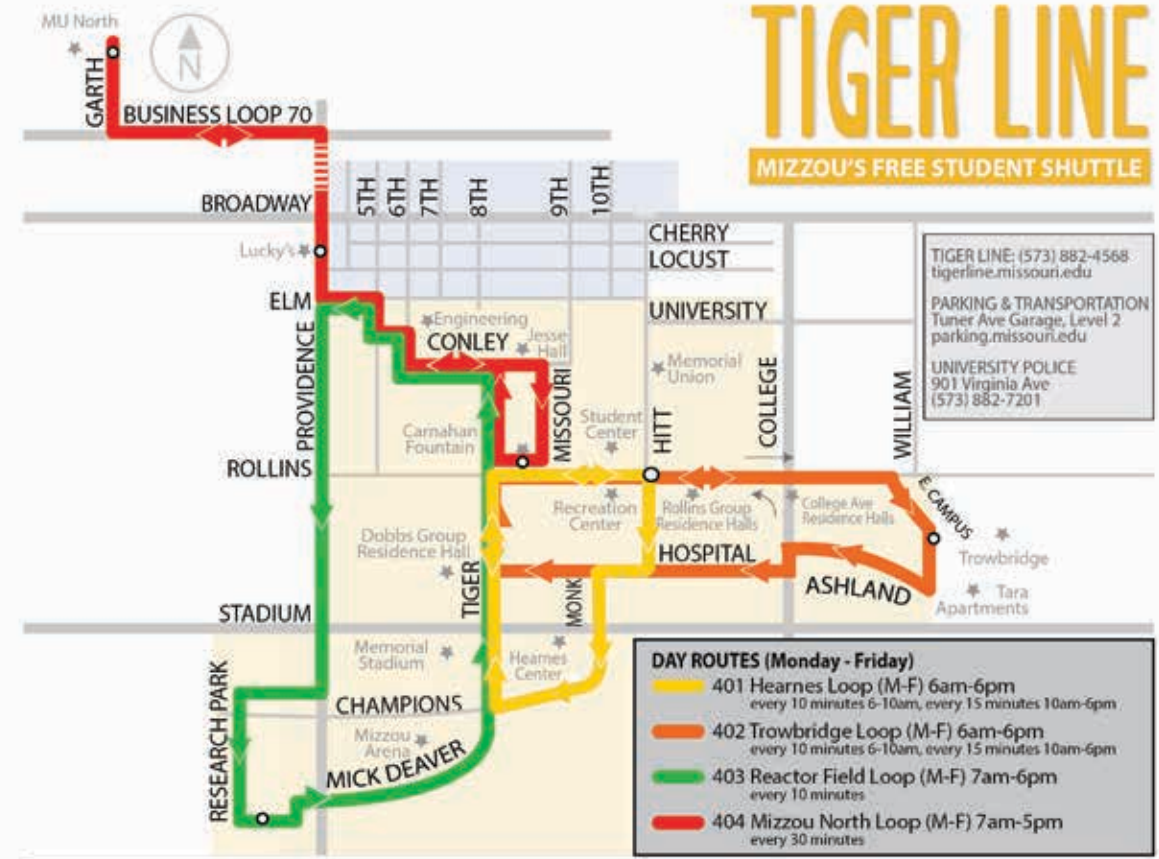 MU North
N
GARTH
BUSINESS LOOP 70
TIGER LINE
MIZZOU'S FREE STUDENT SHUTTLE
BROADWAY
5TH
6TH
7TH
8TH
9TH
10TH
Lucky's
CHERRY
LOCUST
ELM
UNIVERSITY
TIGER LINE: (573) 882-4568
tigerline.missouri.edu
PARKING & TRANSPORTATION
Tuner Ave Garage, Level 2
parking.missouri.edu
UNIVERSITY POLICE
901 Virginia Ave
(573) 882-7201
PROVIDENCE
Engineering
CONLEY
Jesse
Hall
MISSOURI
Memorial
Union
HITT
COLLEGE
WILLIAM
Carnahan
Fountain
Student
Center
ROLLINS
Recreation
Center
Rollins Group
Residence Halls
College Ave
Residence Halls
E. CAMPUS
Dobbs Group
Residence Hall
HOSPITAL
Trowbridge
TIGER
MONK
ASHLAND
Tara
Apartments
STADIUM
Memorial
Stadium
Hearnes
Center
RESEARCH PARK
CHAMPIONS
Mizzou
Arena
MICK DEAVER
DAY ROUTES (Monday - Friday)
401 Hearnes Loop (M-F) 6am-6pm
every 10 minutes 6-10am, every 15 minutes 10am-6pm
402 Trowbridge Loop (M-F) 6am-6pm
every 10 minutes 6-10am, every 15 minutes 10am-6pm
403 Reactor Field Loop (M-F) 7am-6pm
every 10 minutes
404 Mizzou North Loop (M-F) 7am-5pm
every 30 minutes